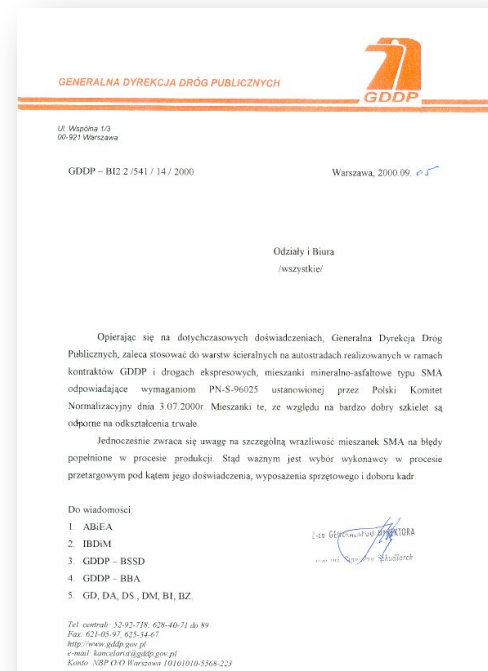 GENERALNA DYREKCJA DRÓG PUBLICZNYCH
GDDP
Ul. Wspólna 1/3
00-921 Warszawa
GDDP – BI2.2 /541 / 14 / 2000 Warszawa, 2000.09. 05
Odziały i Biura
/wszystkie/
Opierając się na dotychczasowych doświadczeniach, Generalna Dyrekcja Dróg
Publicznych, zaleca stosować do warstw ścieralnych na autostradach realizowanych w ramach
kontraktów GDDP i drogach ekspresowych, mieszanki mineralno-asfaltowe typu SMA
odpowiadające wymaganiom PN-S-96025 ustanowionej przez Polski Komitet
Normalizacyjny dnia 3.07.2000r. Mieszanki te, ze względu na bardzo dobry szkielet są
odporne na odkształcenia trwałe.
Jednocześnie zwraca się uwagę na szczególną wrażliwość mieszanek SMA na błędy
popełnione w procesie produkcji. Stąd ważnym jest wybór wykonawcy w procesie
przetargowym pod kątem jego doświadczenia, wyposażenia sprzętowego i doboru kadr.
Do wiadomości:
1. ABiEA
2. IBDiM
3. GDDP – BSSD
4. GDDP – BBA
5. GD, DA, DS., DM, BI, BZ.
Z-ca GENERALNEGO DYREKTORA
Tel. centrali: 52-92-718; 628-40-71 do 89
Fax: 621-05-97, 625-34-67
http://www.gddp.gov.pl
e-mail: kancelaria@gddp.gov.pl
Konto: NBP O/O Warszawa 10101010-5568-223